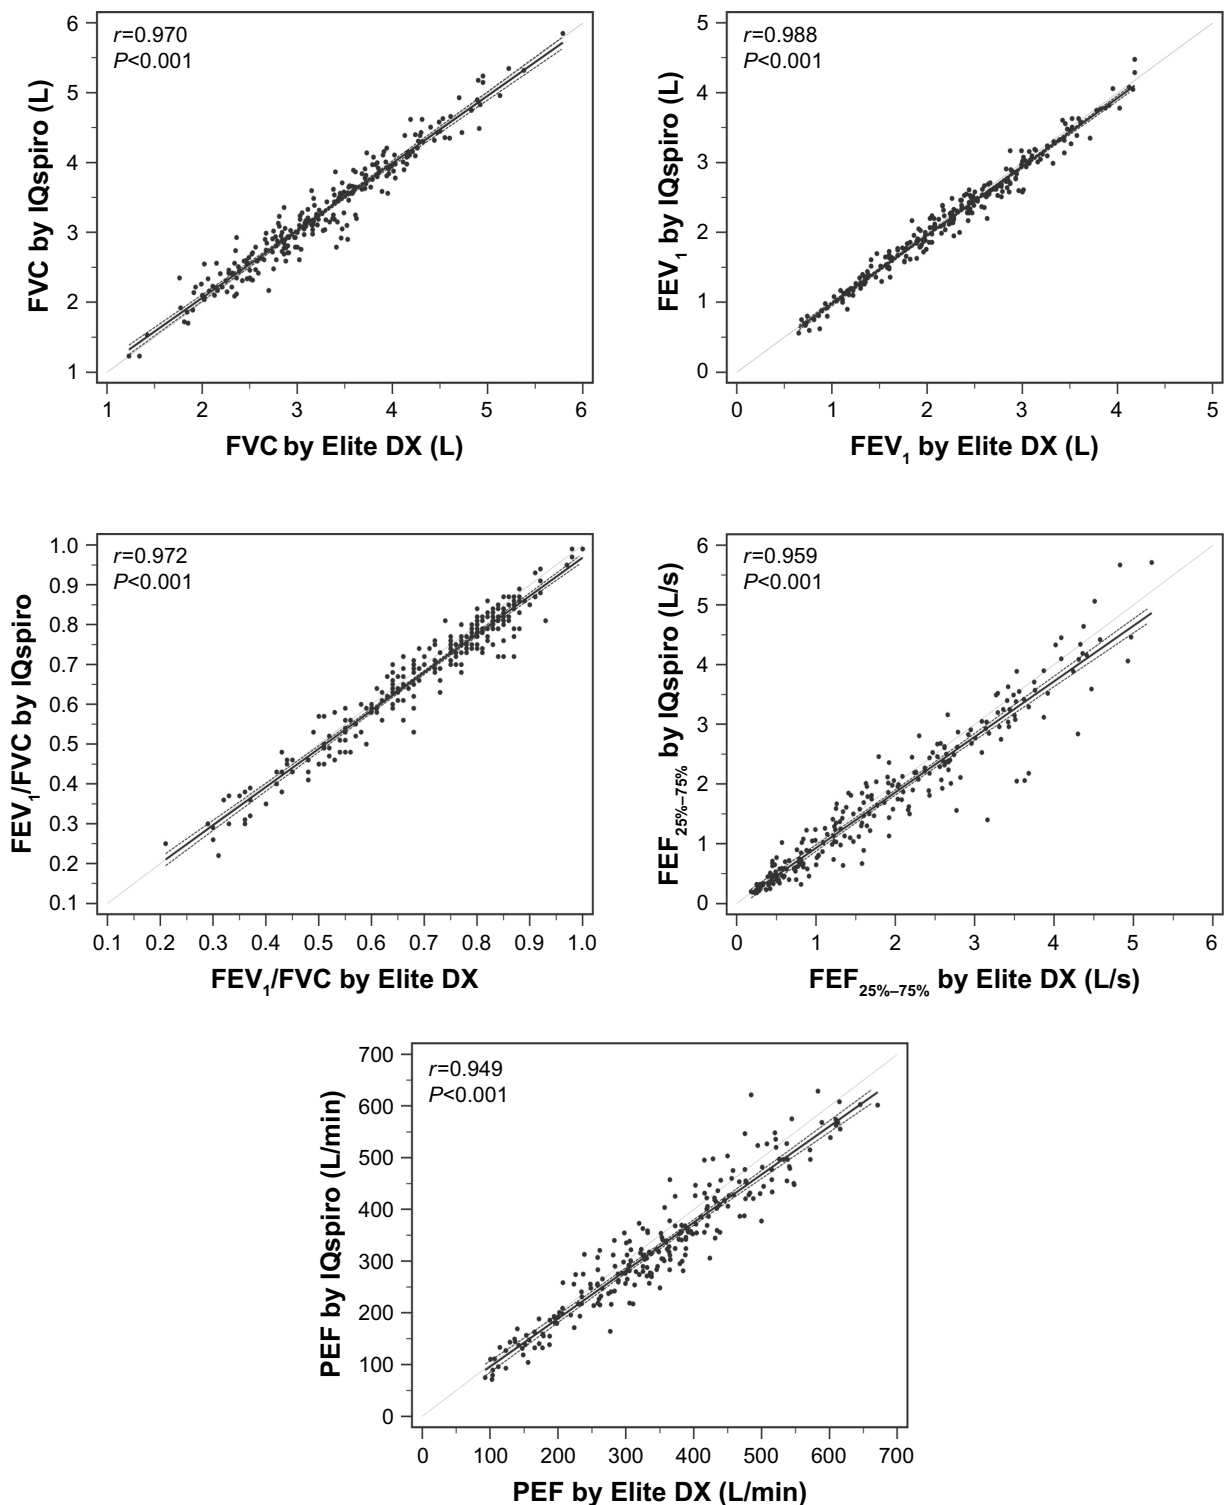 r=0.970
P<0.001
6
5
4
3
2
1
FVC by IQspiro (L)
1 2 3 4 5 6
FVC by Elite DX (L)
r=0.988
P<0.001
5
4
3
2
1
0
FEV1 by IQspiro (L)
0 1 2 3 4 5
FEV1 by Elite DX (L)
r=0.972
P<0.001
1.0
0.9
0.8
0.7
0.6
0.5
0.4
0.3
0.2
0.1
FEV1/FVC by IQspiro
0.1 0.2 0.3 0.4 0.5 0.6 0.7 0.8 0.9 1.0
FEV1/FVC by Elite DX
r=0.959
P<0.001
6
5
4
3
2
1
0
FEF25%–75% by IQspiro (L/s)
0 1 2 3 4 5 6
FEF25%–75% by Elite DX (L/s)
r=0.949
P<0.001
700
600
500
400
300
200
100
0
PEF by IQspiro (L/min)
0 100 200 300 400 500 600 700
PEF by Elite DX (L/min)